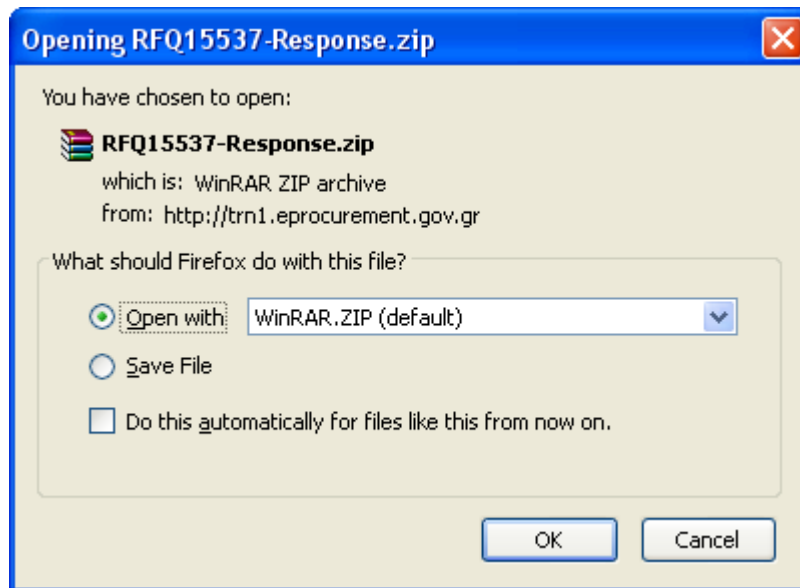 Opening RFQ15537-Response.zip
You have chosen to open:
RFQ15537-Response.zip
which is: WinRAR ZIP archive
from: http://trn1.eprocurement.gov.gr
What should Firefox do with this file?
Open with WinRAR.ZIP (default)
Save File
Do this automatically for files like this from now on.
OK Cancel